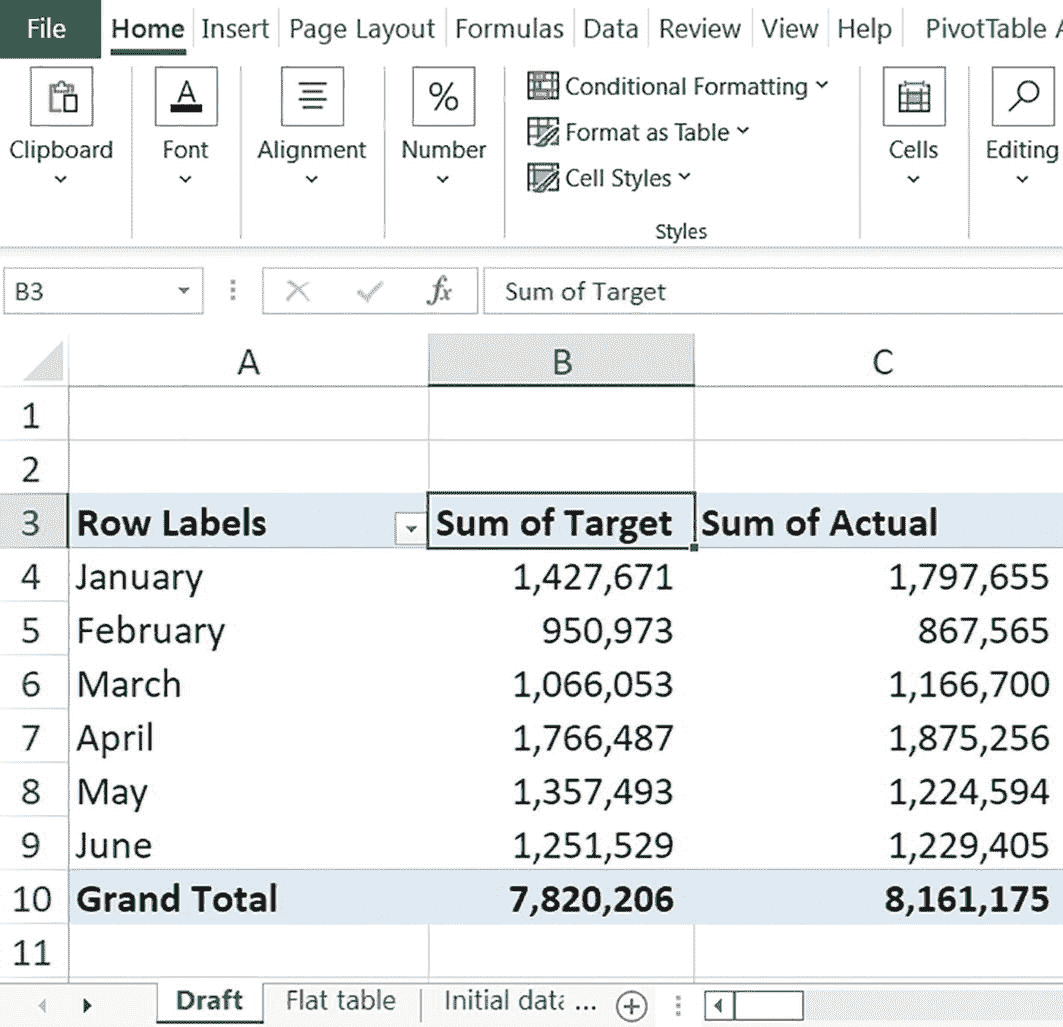 File Home Insert Page Layout Formulas Data Review View Help PivotTable
Clipboard Font Alignment Number Conditional Formatting Format as Table Cell Styles Cells Editing
Styles
B3 fx Sum of Target
A B C
1
2
3 Row Labels Sum of Target Sum of Actual
4 January 1,427,671 1,797,655
5 February 950,973 867,565
6 March 1,066,053 1,166,700
7 April 1,766,487 1,875,256
8 May 1,357,493 1,224,594
9 June 1,251,529 1,229,405
10 Grand Total 7,820,206 8,161,175
11
Draft Flat table Initial data ...